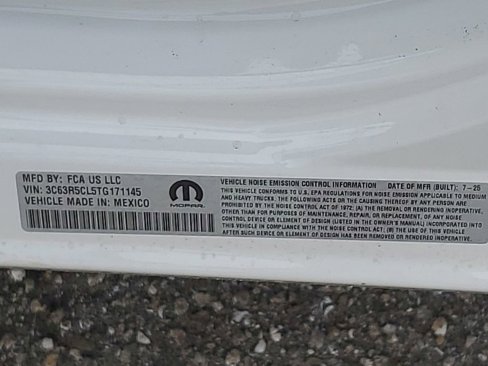 MFD BY: FCA US LLC
VIN: 3C63R5CL5TG171145
VEHICLE MADE IN: MEXICO
MOPAR
VEHICLE NOISE EMISSION CONTROL INFORMATION DATE OF MFR (BUILT): 7-25
THIS VEHICLE CONFORMS TO U.S. EPA REGULATIONS FOR NOISE EMISSION APPLICABLE TO MEDIUM
AND HEAVY TRUCKS. THE FOLLOWING ACTS OR THE CAUSING THEREOF BY ANY PERSON ARE
PROHIBITED BY THE NOISE CONTROL ACT OF 1972: (A) THE REMOVAL, OR RENDERING INOPERATIVE,
OTHER THAN FOR PURPOSES OF MAINTENANCE, REPAIR, OR REPLACEMENT, OF ANY NOISE
CONTROL DEVICE OR ELEMENT OF DESIGN (LISTED IN THE OWNER'S MANUAL) INCORPORATED INTO
THIS VEHICLE IN COMPLIANCE WITH THE NOISE CONTROL ACT; (B) THE USE OF THIS VEHICLE
AFTER SUCH DEVICE OR ELEMENT OF DESIGN HAS BEEN REMOVED OR RENDERED INOPERATIVE.